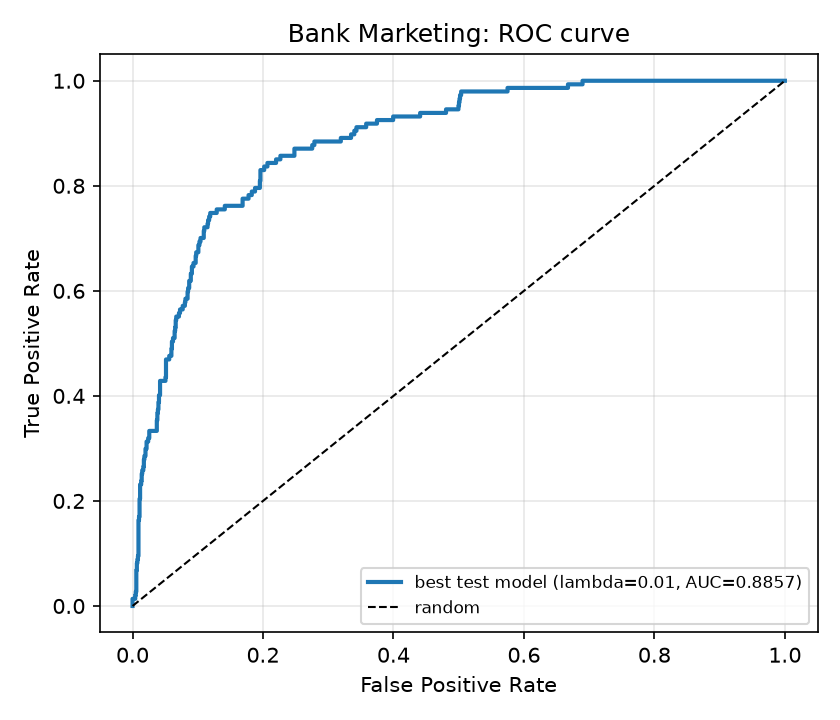 Bank Marketing: ROC curve
True Positive Rate
1.0
0.8
0.6
0.4
0.2
0.0
best test model (lambda=0.01, AUC=0.8857)
random
0.0 0.2 0.4 0.6 0.8 1.0
False Positive Rate